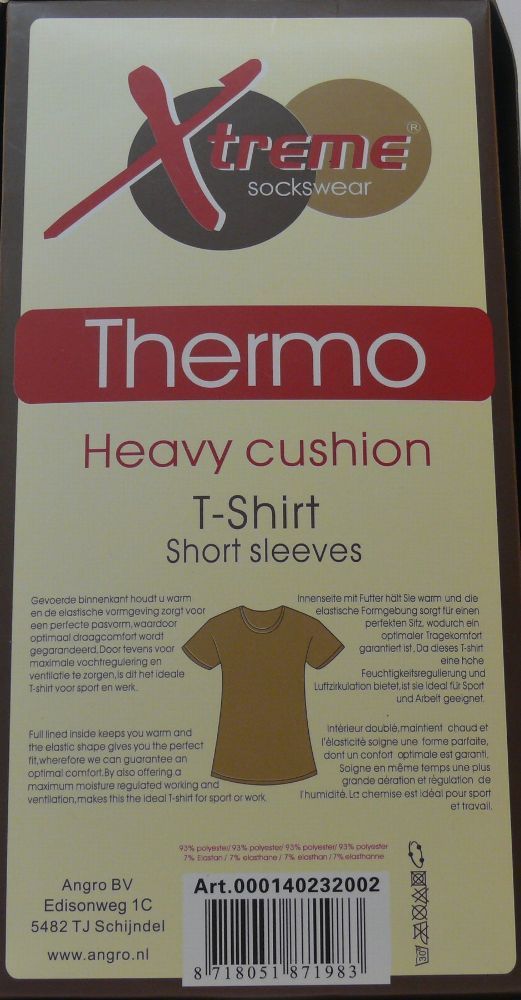 Xtreme®
sockswear
Thermo
Heavy cushion
T-Shirt
Short sleeves
Gevoerde binnenkant houdt u warm
en de elastische vormgeving zorgt voor
een perfecte pasvorm,waardoor
optimaal draagcomfort wordt
gegarandeerd.Door tevens voor
maximale vochtregulering en
ventilatie te zorgen,is dit het ideale
T-shirt voor sport en werk.
Innenseite mit Futter hält Sie warm und die
elastische Formgebung sorgt für einen
perfekten Sitz, wodurch ein
optimaler Tragekomfort
garantiert ist. Da dieses T-shirt
eine hohe
Feuchtigkeitsregulierung und
Luftzirkulation bietet,ist sie ideal für Sport
und Arbeit geeignet.
Full lined inside keeps you warm and
the elastic shape gives you the perfect
fit,wherefore we can guarantee an
optimal comfort.By also offering a
maximum moisture regulated working and
ventilation,makes this the ideal T-shirt for sport or work.
Intérieur doublé,maintient chaud et
l'élasticité soigne une forme parfaite,
dont un confort optimale est garanti.
Soigne en même temps une plus
grande aération et régulation de
l'humidité. La chemise est idéal pour sport
et travail.
93% polyester/ 93% polyester/ 93% polyester/ 93% polyester
7% Elastan / 7% elasthane / 7% elasthan / 7% elasthanne
Angro BV
Edisonweg 1C
5482 TJ Schijndel
www.angro.nl
Art.000140232002
8 718051 871983
30°